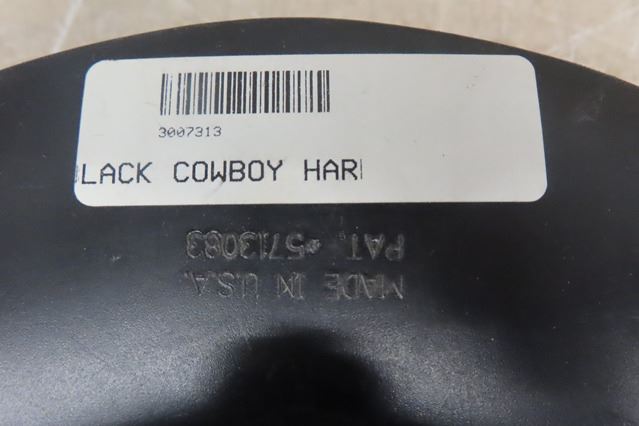 3007313
LACK COWBOY HAR
MADE IN U.S.A.
PAT. #5713083